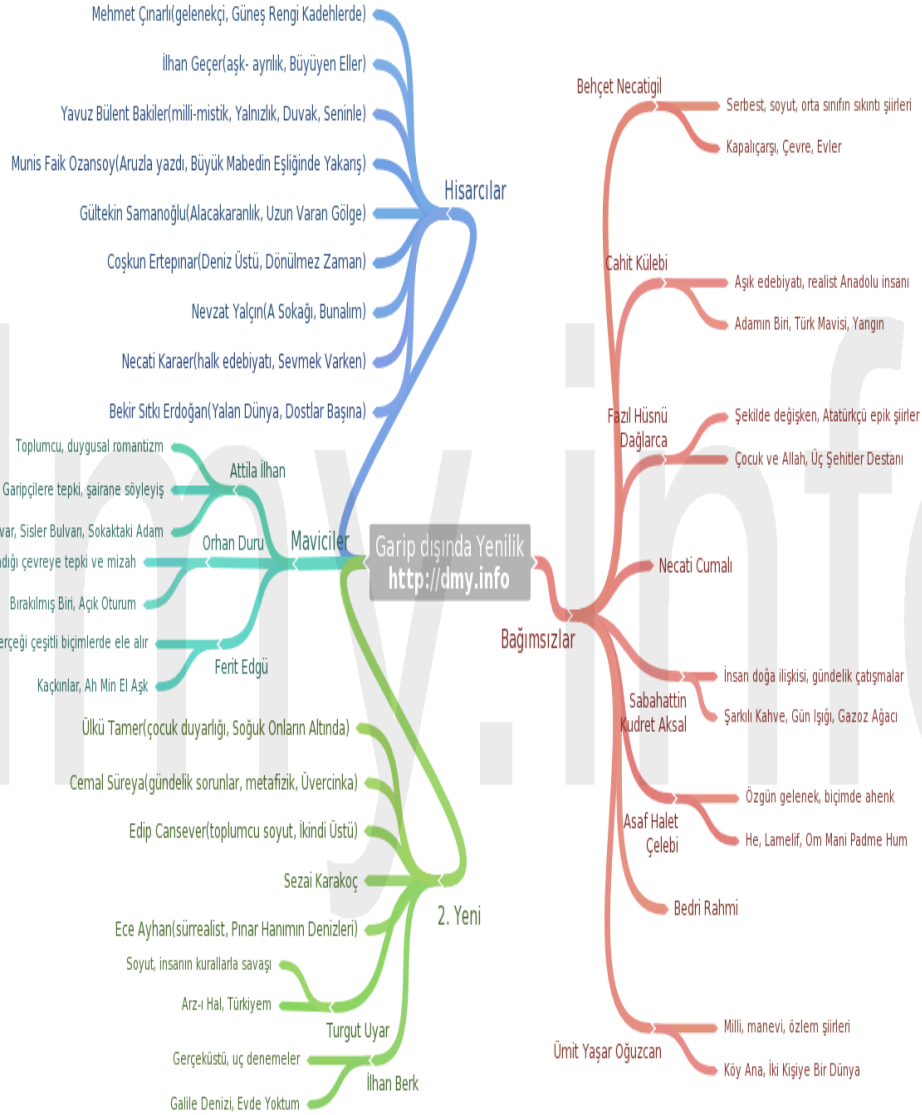 Garip dışında Yenilik
http://dmy.info
Hisarcılar
Mehmet Çınarlı(gelenekçi, Güneş Rengi Kadehlerde)
İlhan Geçer(aşk- ayrılık, Büyüyen Eller)
Yavuz Bülent Bakiler(milli-mistik, Yalnızlık, Duvak, Seninle)
Munis Faik Ozansoy(Aruzla yazdı, Büyük Mabedin Eşliğinde Yakarış)
Gültekin Samanoğlu(Alacakaranlık, Uzun Varan Gölge)
Coşkun Ertepınar(Deniz Üstü, Dönülmez Zaman)
Nevzat Yalçın(A Sokağı, Bunalım)
Necati Karaer(halk edebiyatı, Sevmek Varken)
Bekir Sıtkı Erdoğan(Yalan Dünya, Dostlar Başına)
Maviciler
Attila İlhan
Toplumcu, duygusal romantizm
Garipçilere tepki, şairane söyleyiş
var, Sisler Bulvarı, Sokaktaki Adam
Orhan Duru
dığı çevreye tepki ve mizah
Bırakılmış Biri, Açık Oturum
Ferit Edgü
erçeği çeşitli biçimlerde ele alır
Kaçkınlar, Ah Min El Aşk
2. Yeni
Ülkü Tamer(çocuk duyarlığı, Soğuk Onların Altında)
Cemal Süreya(gündelik sorunlar, metafizik, Üvercinka)
Edip Cansever(toplumcu soyut, İkindi Üstü)
Sezai Karakoç
Ece Ayhan(sürrealist, Pınar Hanımın Denizleri)
Turgut Uyar
Soyut, insanın kurallarla savaşı
Arz-ı Hal, Türkiyem
İlhan Berk
Gerçeküstü, uç denemeler
Galile Denizi, Evde Yoktum
Bağımsızlar
Behçet Necatigil
Serbest, soyut, orta sınıfın sıkıntı şiirleri
Kapalıçarşı, Çevre, Evler
Cahit Külebi
Aşık edebiyatı, realist Anadolu insanı
Adamın Biri, Türk Mavisi, Yangın
Fazıl Hüsnü
Dağlarca
Şekilde değişken, Atatürkçü epik şiirler
Çocuk ve Allah, Üç Şehitler Destanı
Necati Cumalı
Sabahattin
Kudret Aksal
İnsan doğa ilişkisi, gündelik çatışmalar
Şarkılı Kahve, Gün Işığı, Gazoz Ağacı
Asaf Halet
Çelebi
Özgün gelenek, biçimde ahenk
He, Lamelif, Om Mani Padme Hum
Bedri Rahmi
Ümit Yaşar Oğuzcan
Milli, manevi, özlem şiirleri
Köy Ana, İki Kişiye Bir Dünya
dmy.info